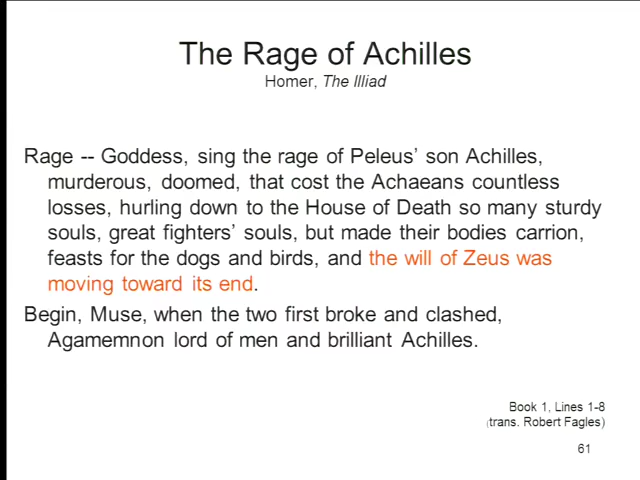 The Rage of Achilles
Homer, The Illiad
Rage -- Goddess, sing the rage of Peleus' son Achilles,
murderous, doomed, that cost the Achaeans countless
losses, hurling down to the House of Death so many sturdy
souls, great fighters' souls, but made their bodies carrion,
feasts for the dogs and birds, and the will of Zeus was
moving toward its end.
Begin, Muse, when the two first broke and clashed,
Agamemnon lord of men and brilliant Achilles.
Book 1, Lines 1-8
(trans. Robert Fagles)
61